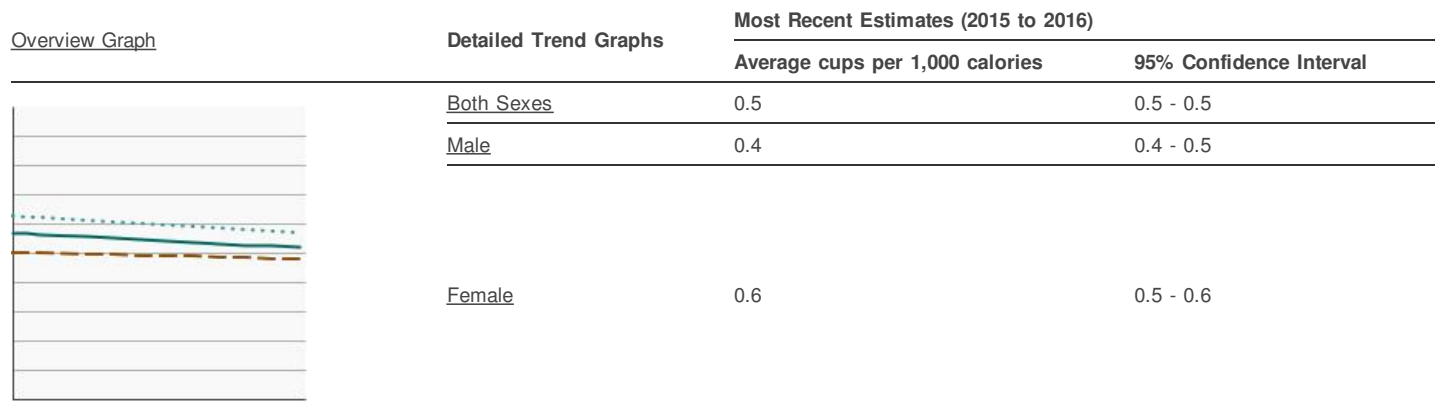 Overview Graph Detailed Trend Graphs Most Recent Estimates (2015 to 2016)
Average cups per 1,000 calories 95% Confidence Interval
Both Sexes 0.5 0.5 - 0.5
Male 0.4 0.4 - 0.5
Female 0.6 0.5 - 0.6